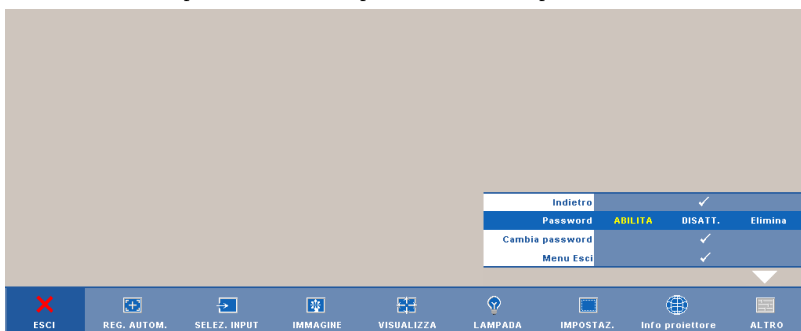 Indietro
Password ABILITA DISATT. Elimina
Cambia password
Menu Esci
ESCI REG. AUTOM. SELEZ. INPUT IMMAGINE VISUALIZZA LAMPADA IMPOSTAZ. Info proiettore ALTRO